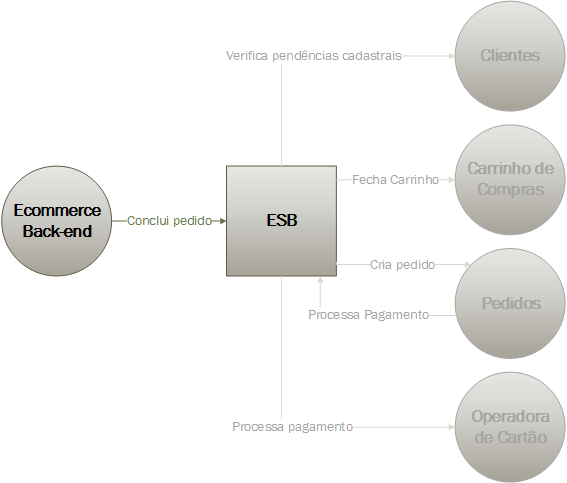 Verifica pendências cadastrais
Clientes
Fecha Carrinho
Carrinho de
Compras
Ecommerce
Back-end
Conclui pedido
ESB
Cria pedido
Pedidos
Processa Pagamento
Processa pagamento
Operadora
de Cartão